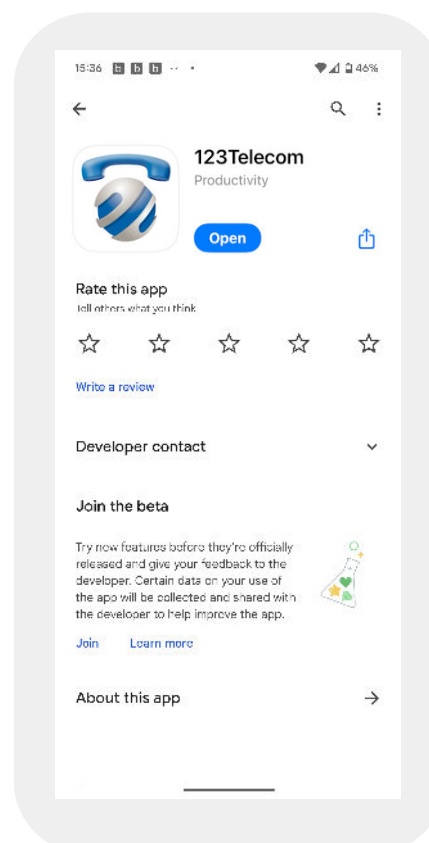 15:36 46%
123Telecom
Productivity
Open
Rate this app
Tell others what you think
Write a review
Developer contact
Join the beta
Try new features before they're officially
released and give your feedback to the
developer. Certain data on your use of
the app will be collected and shared with
the developer to help improve the app.
Join Learn more
About this app